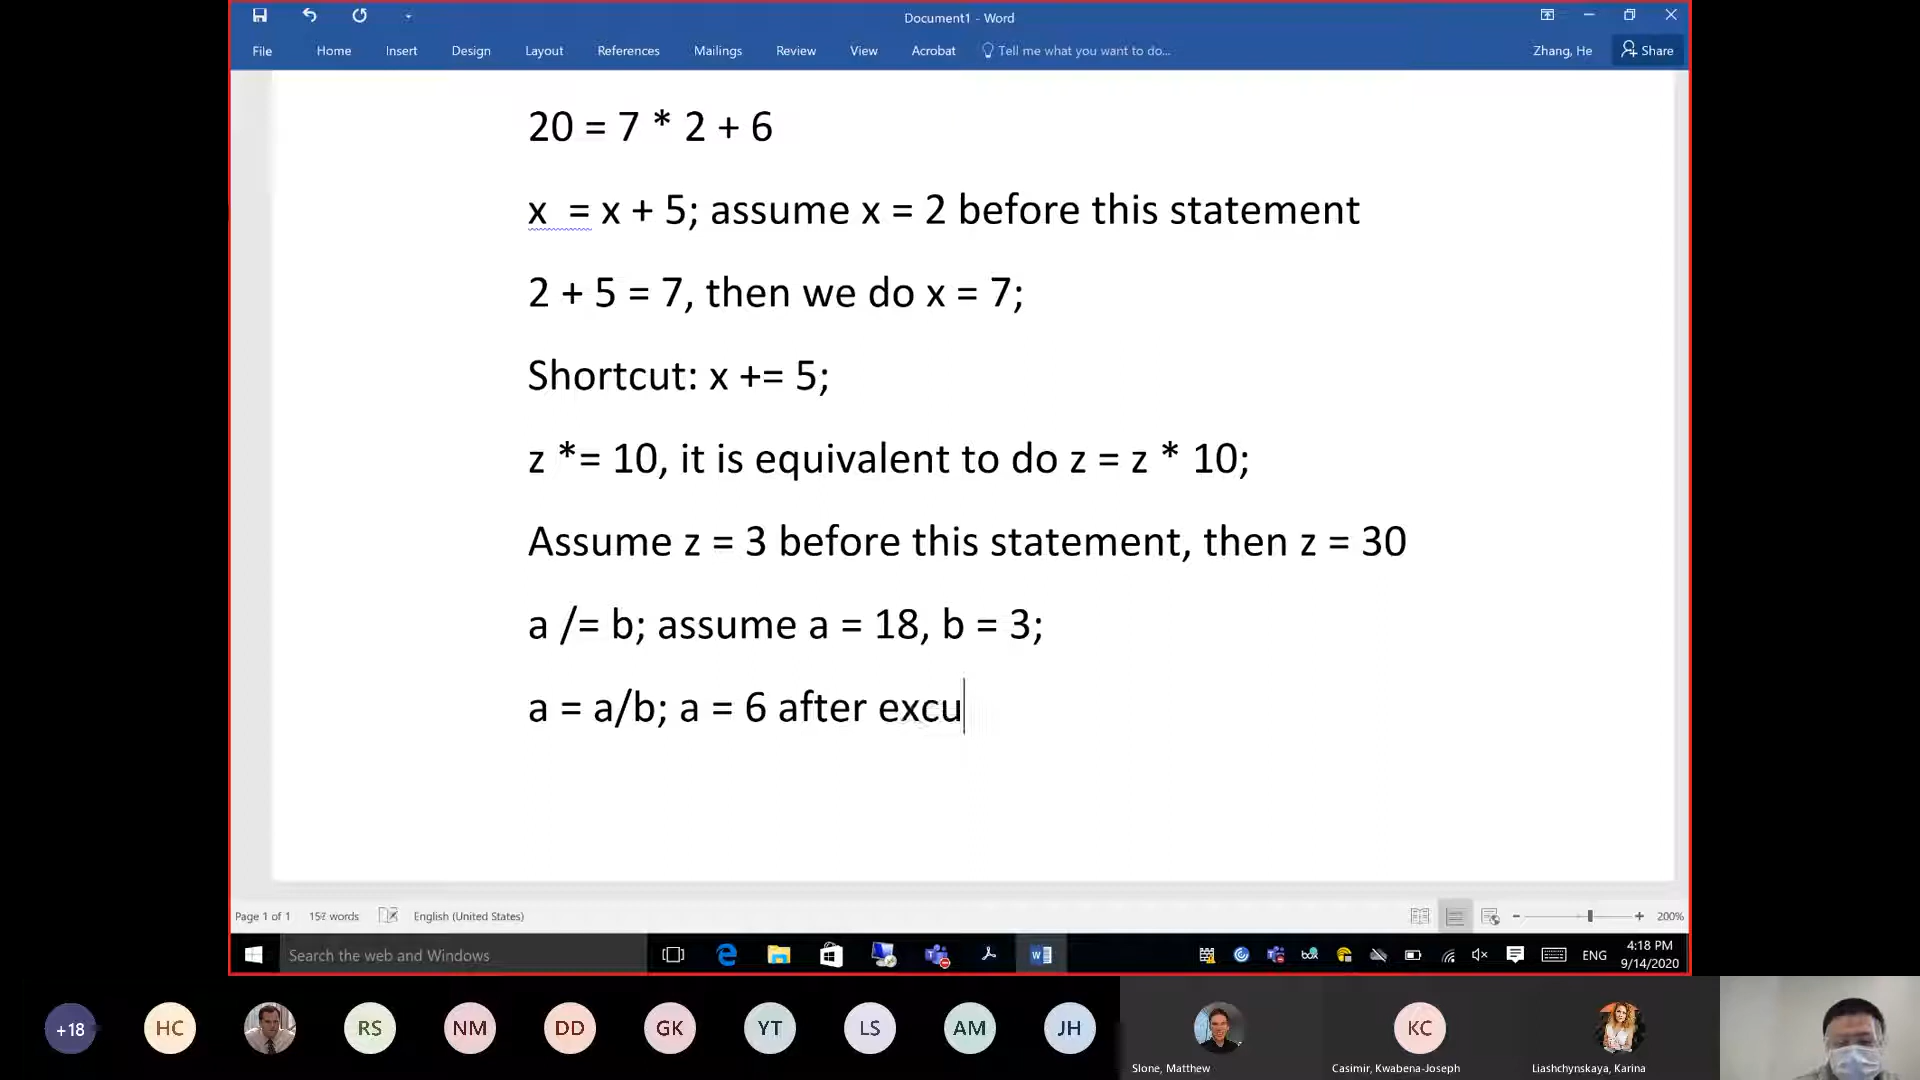 Document1 - Word
File Home Insert Design Layout References Mailings Review View Acrobat Tell me what you want to do... Zhang, He Share
20 = 7 * 2 + 6
x  = x + 5; assume x = 2 before this statement
2 + 5 = 7, then we do x = 7;
Shortcut: x += 5;
z *= 10, it is equivalent to do z = z * 10;
Assume z = 3 before this statement, then z = 30
a /= b; assume a = 18, b = 3;
a = a/b; a = 6 after excu
Page 1 of 1 words English (United States) 200%
Search the web and Windows ENG 4:18 PM
9/14/2020
+18 HC RS NM DD GK YT LS AM JH KC
Slone, Matthew Casimir, Kwabena-Joseph Liashchynskaya, Karina